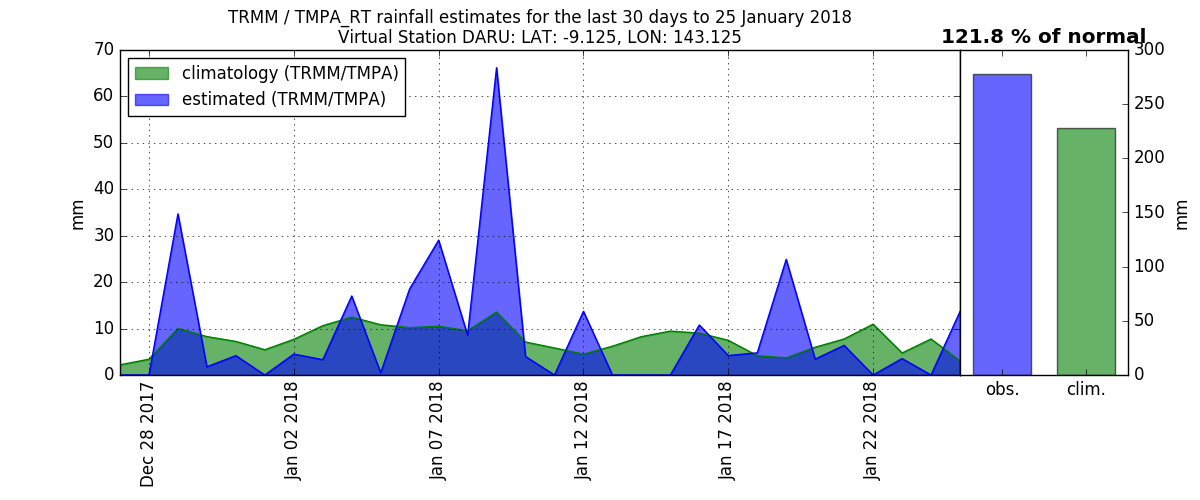 TRMM / TMPA_RT rainfall estimates for the last 30 days to 25 January 2018
Virtual Station DARU: LAT: -9.125, LON: 143.125
121.8 % of normal
climatology (TRMM/TMPA)
estimated (TRMM/TMPA)
70
60
50
40
30
20
10
0
mm
Dec 28 2017
Jan 02 2018
Jan 07 2018
Jan 12 2018
Jan 17 2018
Jan 22 2018
300
250
200
150
100
50
0
mm
obs.
clim.